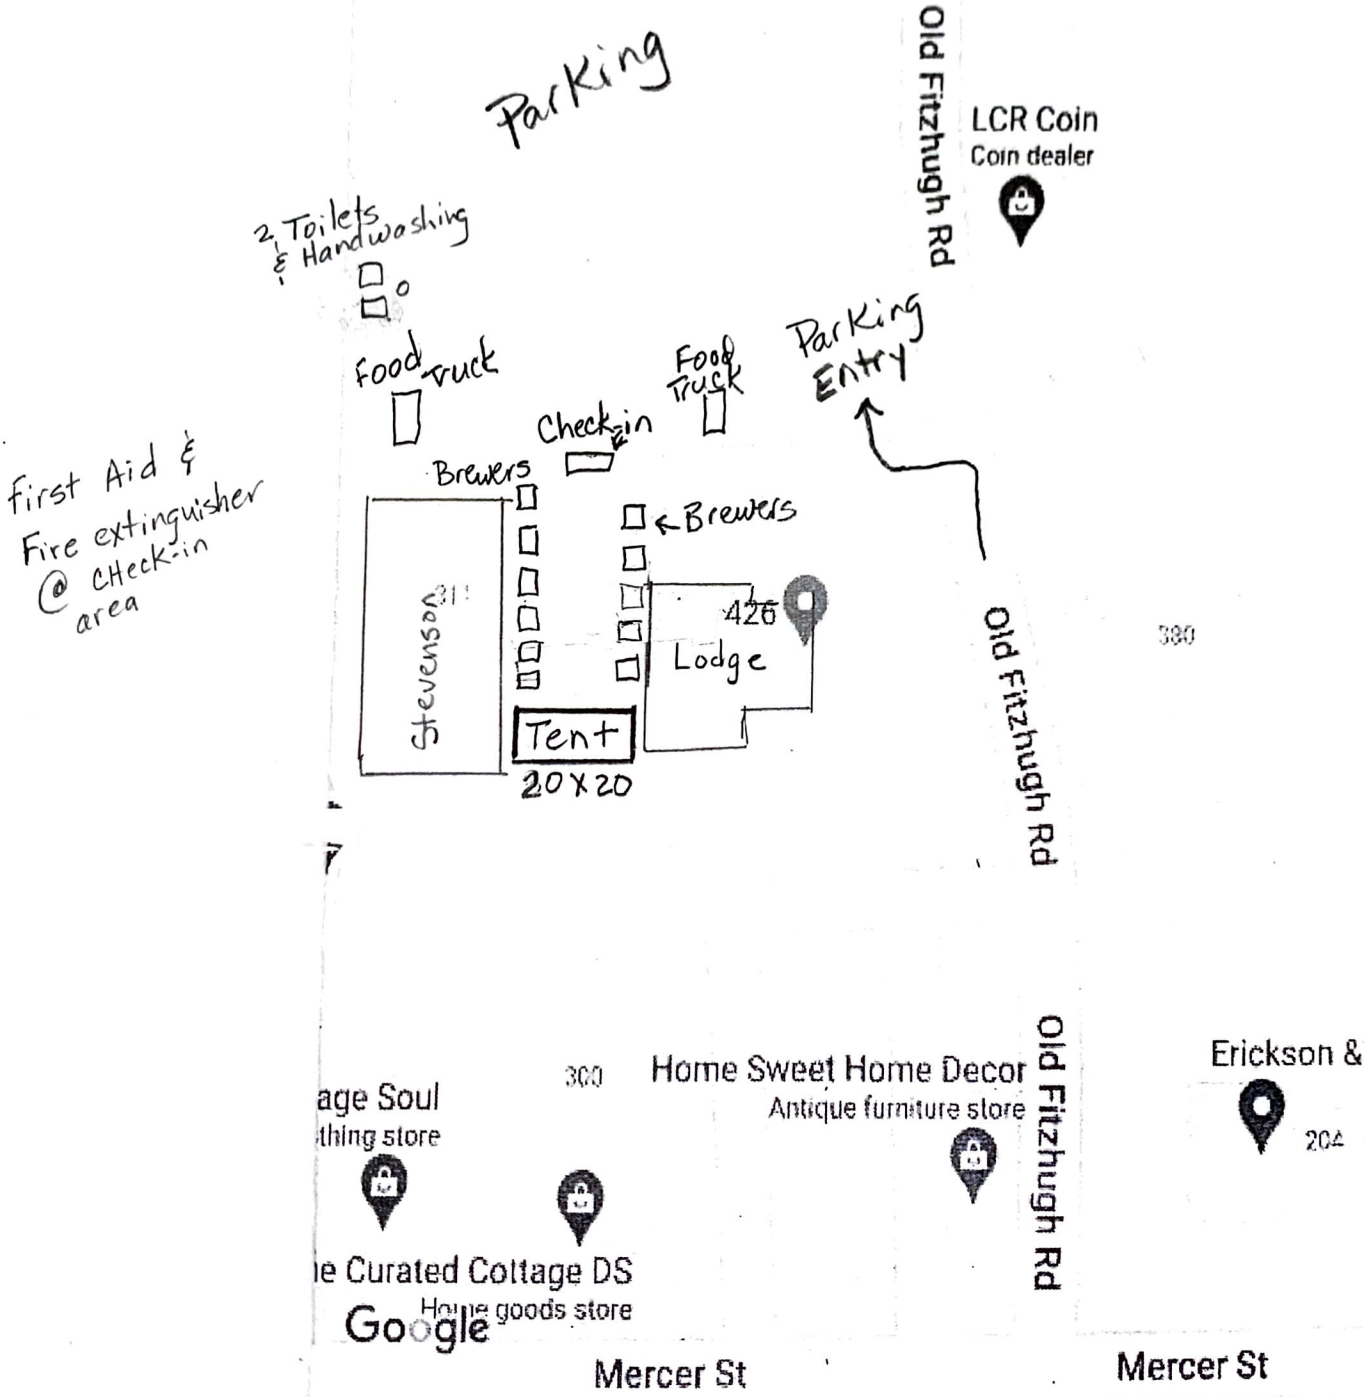 Parking
Old Fitzhugh Rd
LCR Coin
Coin dealer
2 Toilets
& Handwashing
Parking
Entry
Food Truck
Food
Truck
Check-in
Brewers
Brewers
First Aid &
Fire extinguisher
@ CHeck-in
area
311
Stevenson
426
Lodge
Tent
20 X 20
Old Fitzhugh Rd
380
Old Fitzhugh Rd
Home Sweet Home Decor
Antique furniture store
300
age Soul
thing store
Erickson &
204
e Curated Cottage DS
Home goods store
Google
Mercer St
Mercer St